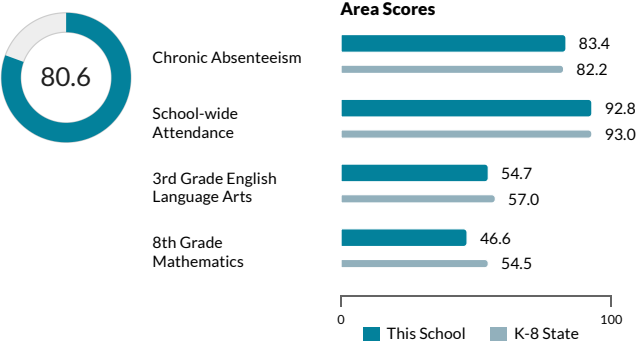 Area Scores
80.6
Chronic Absenteeism
83.4
82.2
School-wide
Attendance
92.8
93.0
3rd Grade English
Language Arts
54.7
57.0
8th Grade
Mathematics
46.6
54.5
0
100
This School
K-8 State